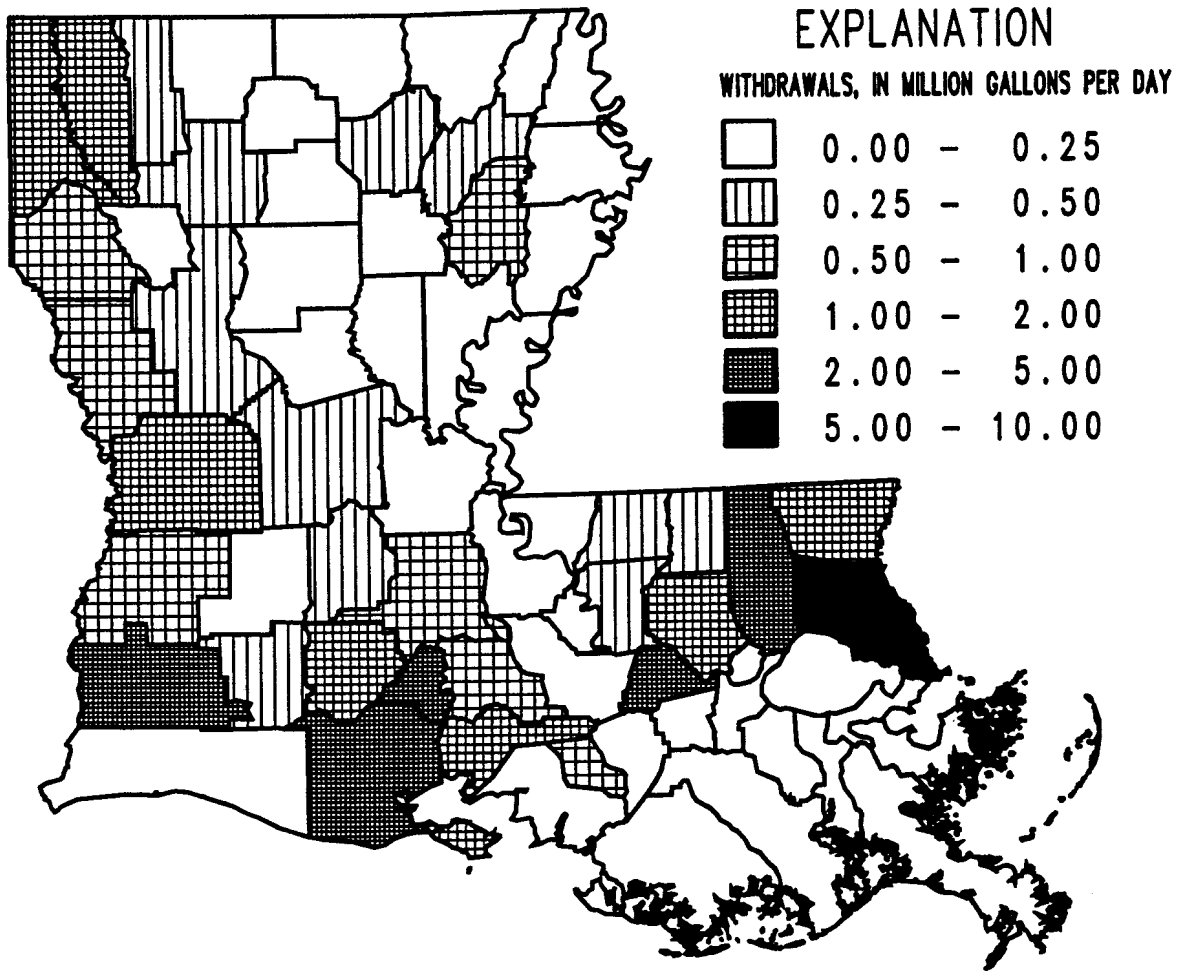 EXPLANATION
WITHDRAWALS, IN MILLION GALLONS PER DAY
0.00 - 0.25
0.25 - 0.50
0.50 - 1.00
1.00 - 2.00
2.00 - 5.00
5.00 - 10.00